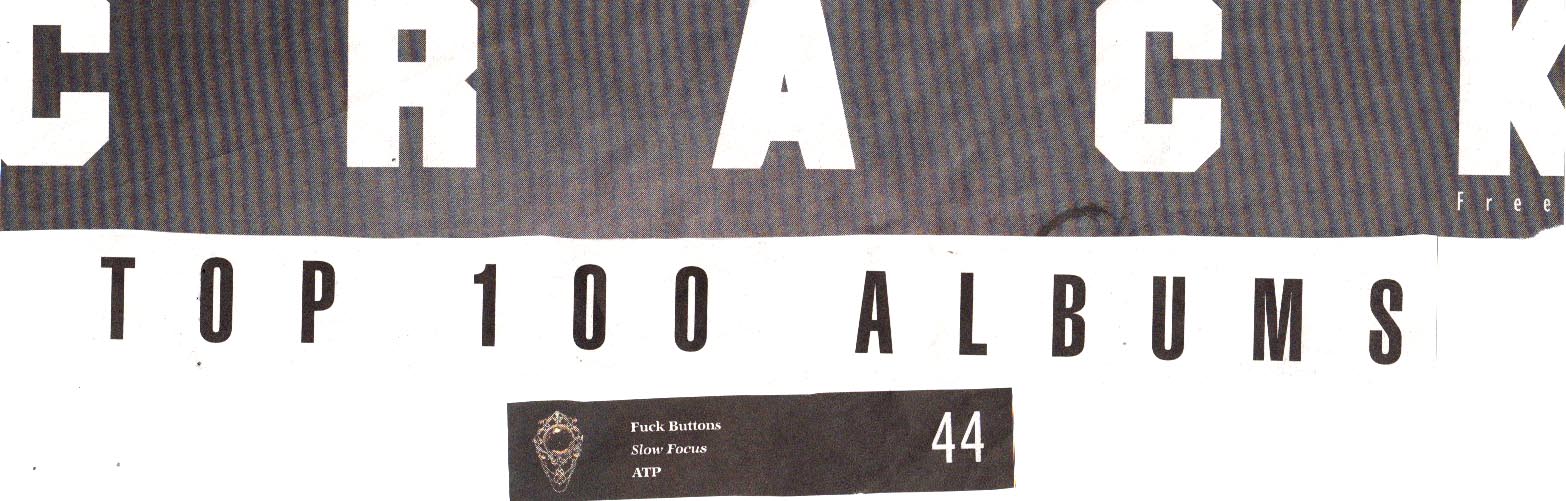 CRACK
Free
TOP 100 ALBUMS
Fuck Buttons
Slow Focus
ATP
44